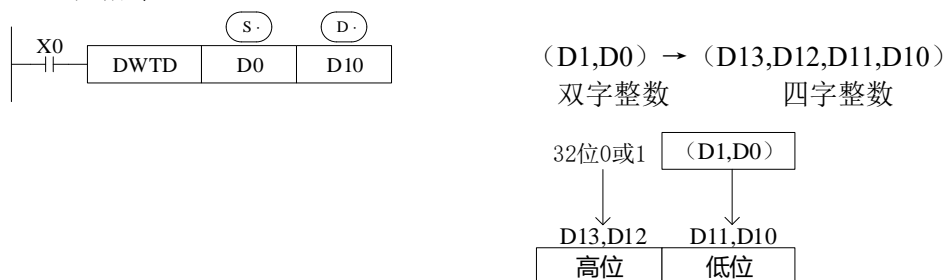 S· D·
X0
DWTD D0 D10
（D1,D0）→（D13,D12,D11,D10）
双字整数 四字整数
32位0或1 （D1,D0）
D13,D12 D11,D10
高位 低位